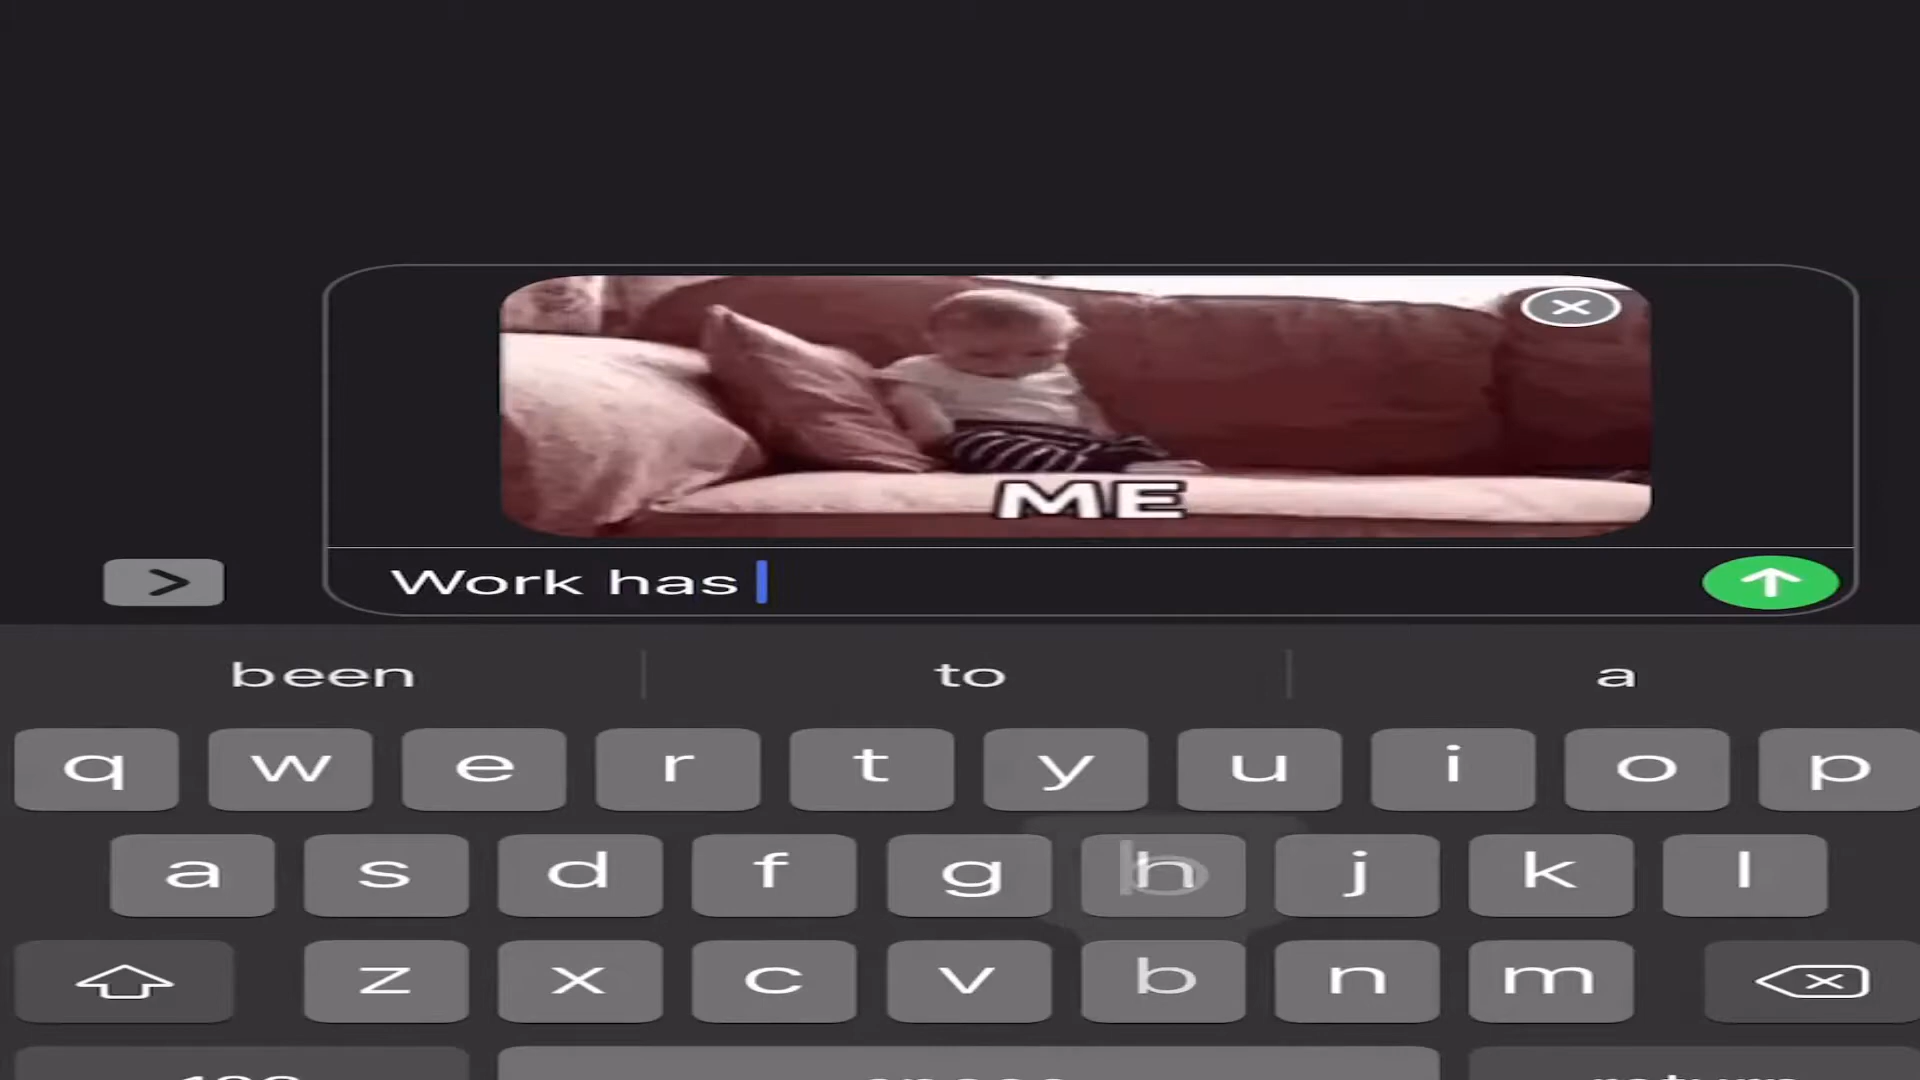 ME
Work has
been to a
q w e r t y u i o p
a s d f g h j k l
z x c v b n m